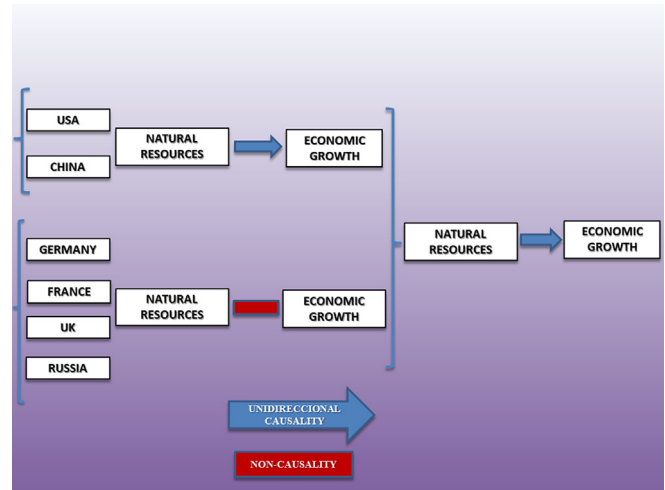 USA
CHINA
NATURAL
RESOURCES
ECONOMIC
GROWTH
GERMANY
FRANCE
UK
RUSSIA
NATURAL
RESOURCES
ECONOMIC
GROWTH
NATURAL
RESOURCES
ECONOMIC
GROWTH
UNIDIRECCIONAL
CAUSALITY
NON-CAUSALITY